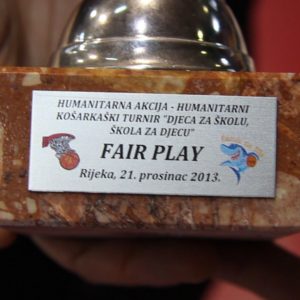 HUMANITARNA AKCIJA - HUMANITARNI
KOŠARKAŠKI TURNIR "DJECA ZA ŠKOLU,
ŠKOLA ZA DJECU"
FAIR PLAY
Rijeka, 21. prosinac 2013.